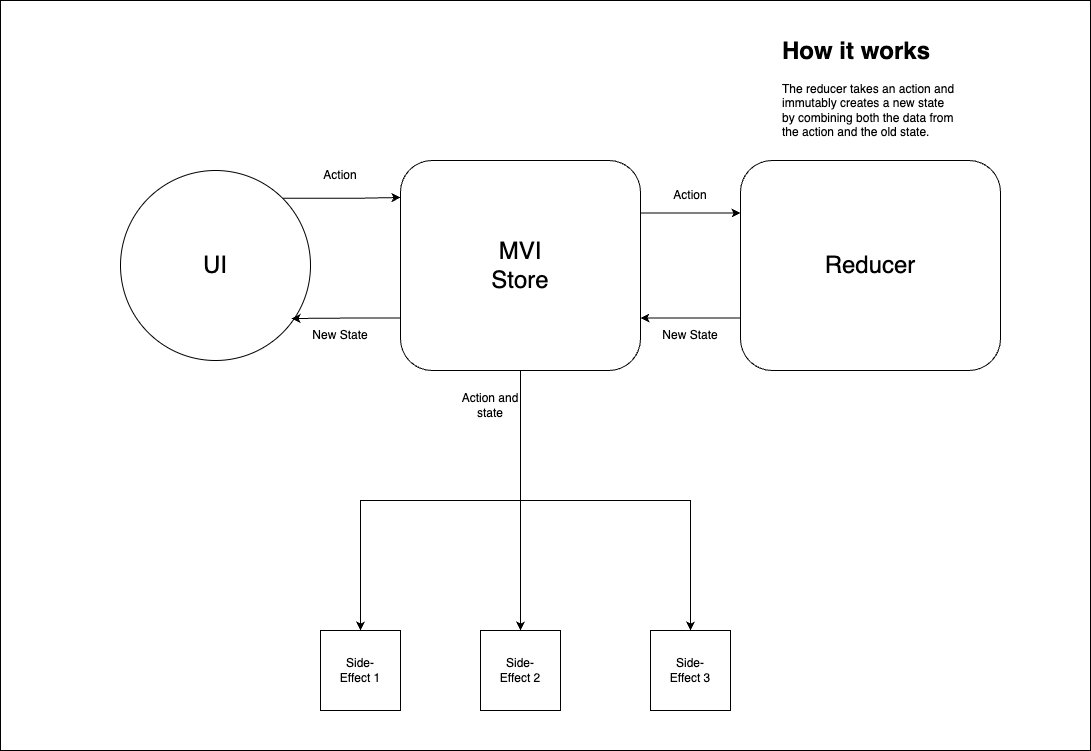 How it works
The reducer takes an action and
immutably creates a new state
by combining both the data from
the action and the old state.
Action
Action
UI
MVI
Store
Reducer
New State
New State
Action and
state
Side-
Effect 1
Side-
Effect 2
Side-
Effect 3